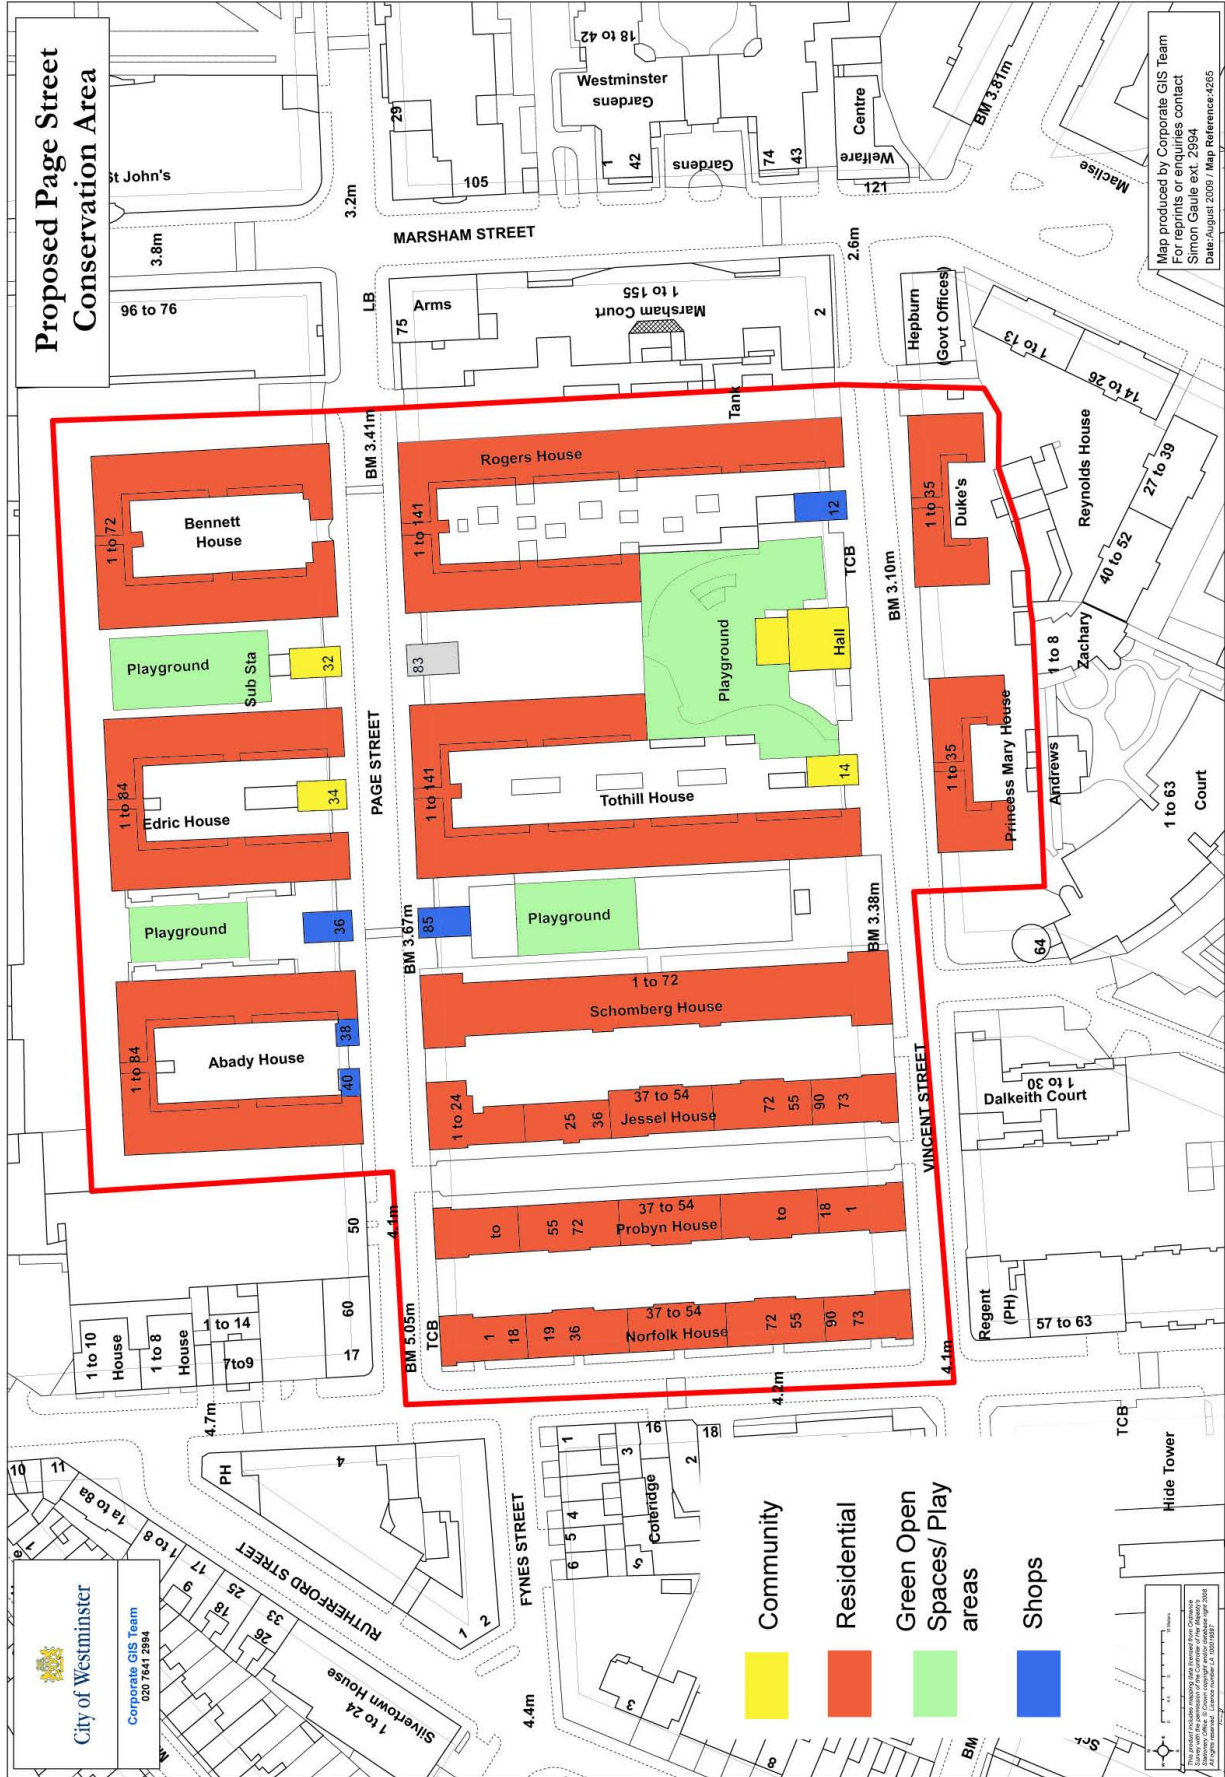 Proposed Page Street
Conservation Area
St John's
3.8m
96 to 76
3.2m
29
105
18 to 42
Westminster
Gardens
1
42
Gardens
74
43
Centre
Welfare
121
BM 3.81m
Maclise
Map produced by Corporate GIS Team
For reprints or enquiries contact
Simon Gaule ext. 2994
Date:August 2009 / Map Reference:4265
MARSHAM STREET
2.6m
LB
75
Arms
Marsham Court
1 to 155
2
Tank
Hepburn
(Govt Offices)
1 to 13
14 to 26
Reynolds House
27 to 39
40 to 52
BM 3.41m
1 to 72
Bennett
House
1 to 141
Rogers House
12
TCB
BM 3.10m
1 to 35
Duke's
Playground
Sub Sta
32
83
Playground
Hall
1 to 8
Zachary
1 to 84
Edric House
34
PAGE STREET
1 to 141
Tothill House
14
1 to 35
Princess Mary House
Andrews
1 to 63
Court
Playground
36
BM 3.67m
85
Playground
BM 3.38m
64
1 to 84
Abady House
38
40
1 to 72
Schomberg House
1 to 24
25
36
37 to 54
Jessel House
72
55
90
73
VINCENT STREET
Dalkeith Court
1 to 30
50
4.1m
to
55
72
37 to 54
Probyn House
to
18
1
1 to 10
House
1 to 8
House
1 to 14
7to9
60
17
BM 5.05m
TCB
1
18
19
36
37 to 54
Norfolk House
72
55
90
73
4.1m
Regent
(PH)
57 to 63
4.7m
4.2m
TCB
10
11
1a to 8a
1 to 8
17
9
25
18
33
26
PH
4
RUTHERFORD STREET
1
2
FYNES STREET
1
3
16
18
2
4
5
6
5
Coleridge
Hide Tower
Silvertown House
1 to 24
4.4m
3
8
BM
City of Westminster
Corporate GIS Team
020 7641 2994
Community
Residential
Green Open
Spaces/ Play
areas
Shops